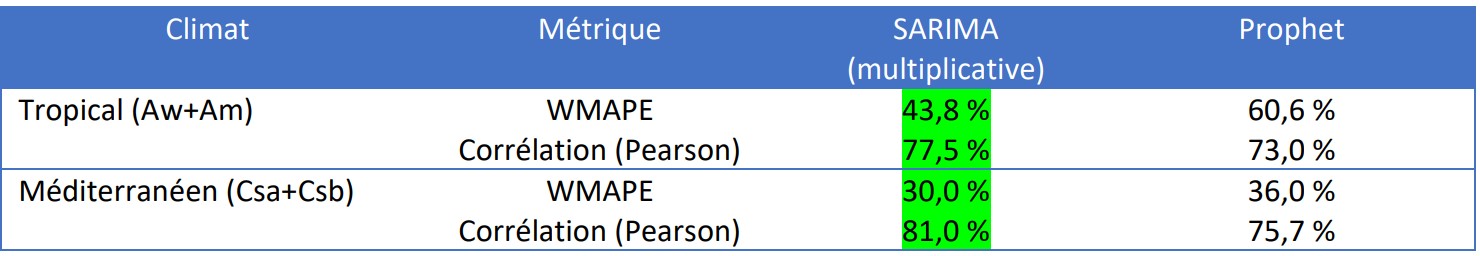 Climat Métrique SARIMA Prophet
(multiplicative)
Tropical (Aw+Am) WMAPE 43,8 % 60,6 %
Corrélation (Pearson) 77,5 % 73,0 %
Méditerranéen (Csa+Csb) WMAPE 30,0 % 36,0 %
Corrélation (Pearson) 81,0 % 75,7 %